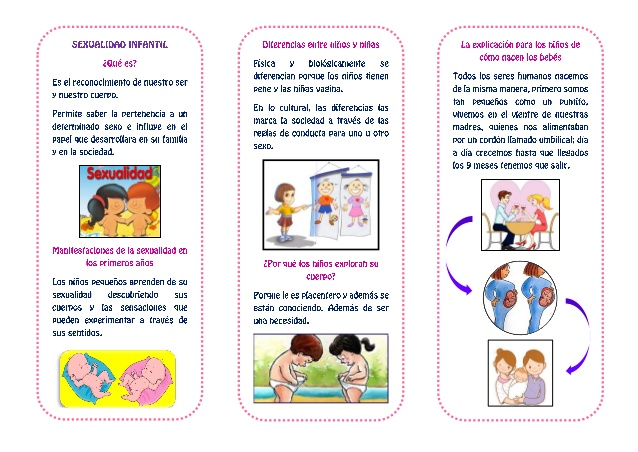 SEXUALIDAD INFANTIL
¿Qué es?
Es el reconocimiento de nuestro ser
y nuestro cuerpo.
Permite saber la pertenencia a un
determinado sexo e influye en el
papel que desarrollara en su familia
y en la sociedad.
Sexualidad
Manifestaciones de la sexualidad en
los primeros años
Los niños pequeños aprenden de su
sexualidad descubriendo sus
cuerpos y las sensaciones que
pueden experimentar a través de
sus sentidos.
Diferencias entre niños y niñas
Física y biológicamente se
diferencian porque los niños tienen
pene y las niñas vagina.
En lo cultural, las diferencias las
marca la sociedad a través de las
reglas de conducta para uno u otro
sexo.
¿Por qué los niños exploran su
cuerpo?
Porque le es placentero y además se
están conociendo. Además de ser
una necesidad.
La explicación para los niños de
cómo nacen los bebés
Todos los seres humanos nacemos
de la misma manera, primero somos
tan pequeños como un puntito,
vivemos en el vientre de nuestras
madres, quienes nos alimentaban
por un cordón llamado umbilical; día
a día crecemos hasta que llegados
los 9 meses tenemos que salir.